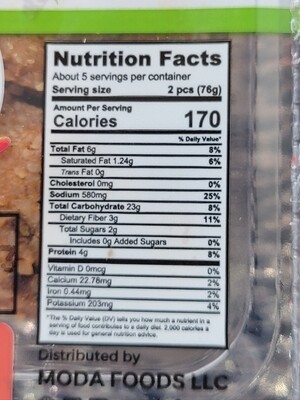 Nutrition Facts
About 5 servings per container
Serving size 2 pcs (76g)
Amount Per Serving
Calories 170
% Daily Value*
Total Fat 6g 8%
Saturated Fat 1.24g 6%
Trans Fat 0g
Cholesterol 0mg 0%
Sodium 580mg 25%
Total Carbohydrate 23g 8%
Dietary Fiber 3g 11%
Total Sugars 2g
Includes 0g Added Sugars 0%
Protein 4g 8%
Vitamin D 0mcg 0%
Calcium 22.78mg 2%
Iron 0.44mg 2%
Potassium 203mg 4%
*The % Daily Value (DV) tells you how much a nutrient in a
serving of food contributes to a daily diet. 2,000 calories a
day is used for general nutrition advice.
Distributed by
MODA FOODS LLC